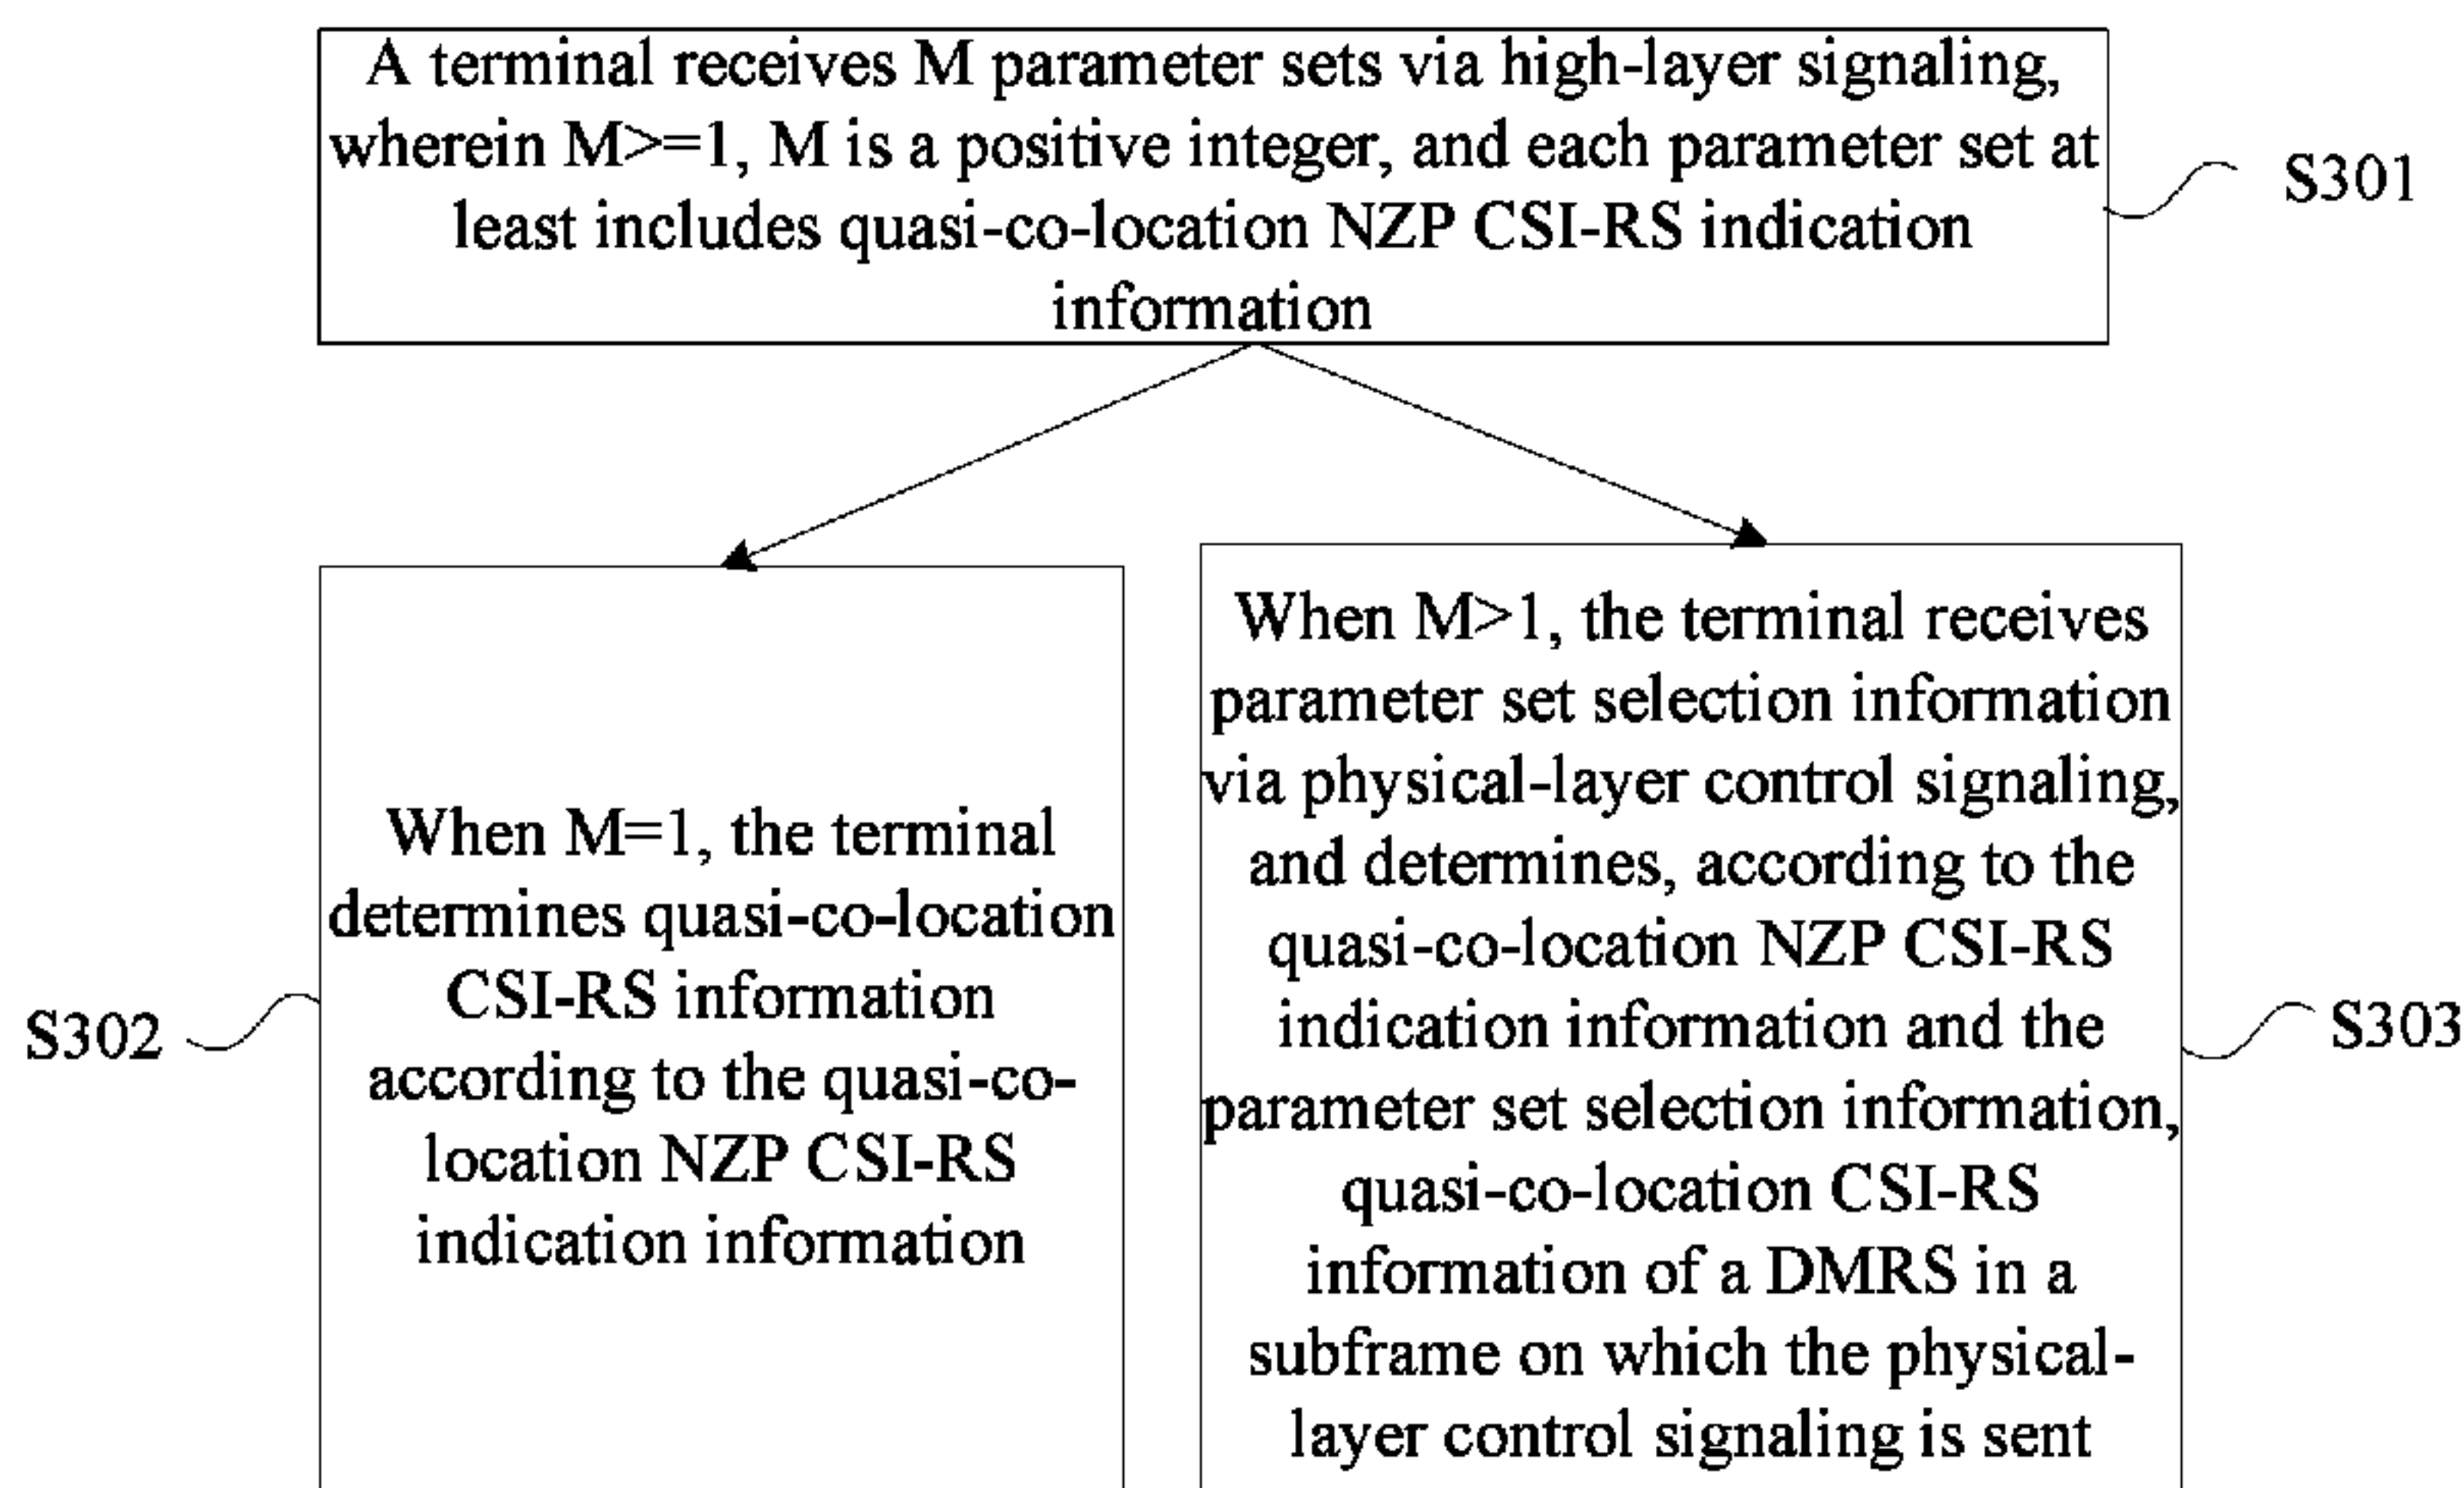 A terminal receives M parameter sets via high-layer signaling,
wherein M>=1, M is a positive integer, and each parameter set at
least includes quasi-co-location NZP CSI-RS indication
information
S301
When M=1, the terminal
determines quasi-co-location
CSI-RS information
according to the quasi-co-
location NZP CSI-RS
indication information
S302
When M>1, the terminal receives
parameter set selection information
via physical-layer control signaling,
and determines, according to the
quasi-co-location NZP CSI-RS
indication information and the
parameter set selection information,
quasi-co-location CSI-RS
information of a DMRS in a
subframe on which the physical-
layer control signaling is sent
S303